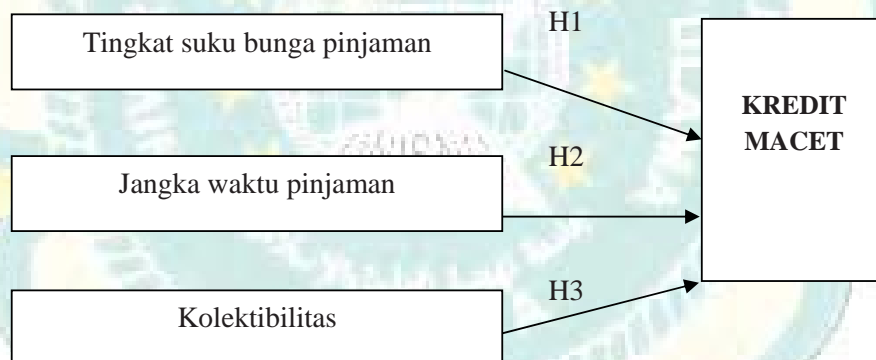 Tingkat suku bunga pinjaman
H1
KREDIT
MACET
Jangka waktu pinjaman
H2
Kolektibilitas
H3